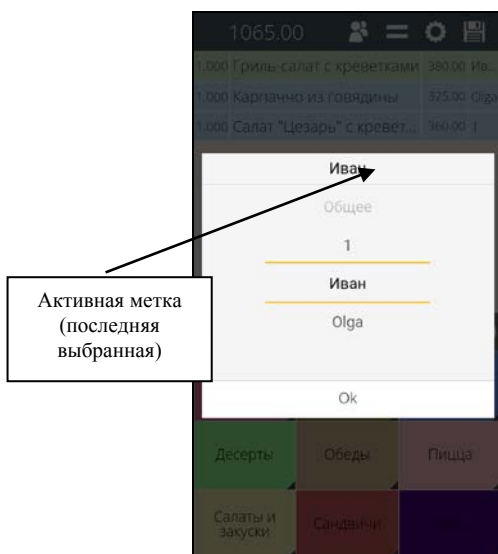 1065.00
1.000 Гриль-салат с креветками 380.00 Ив...
1.000 Карпаччо из говядины 325.00 Olga
1.000 Салат "Цезарь" с кревет... 360.00 1
Иван
Общее
1
Иван
Olga
Ok
Активная метка
(последняя
выбранная)
Десерты
Обеды
Пицца
Салаты и
закуски
Сандвичи